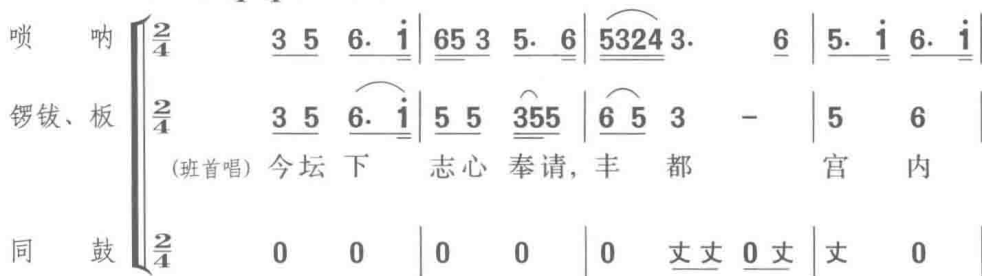 唢 呐 2/4 3 5 6. i | 65 3 5. 6 | 5324 3. 6 | 5. i 6. i |
锣钹、板 2/4 3 5 6. i | 5 5 355 | 6 5 3 – | 5 6
(班首唱) 今坛 下 志心 奉请, 丰 都 宫 内
同 鼓 2/4 0 0 | 0 0 | 0 丈丈 0 丈 | 丈 0